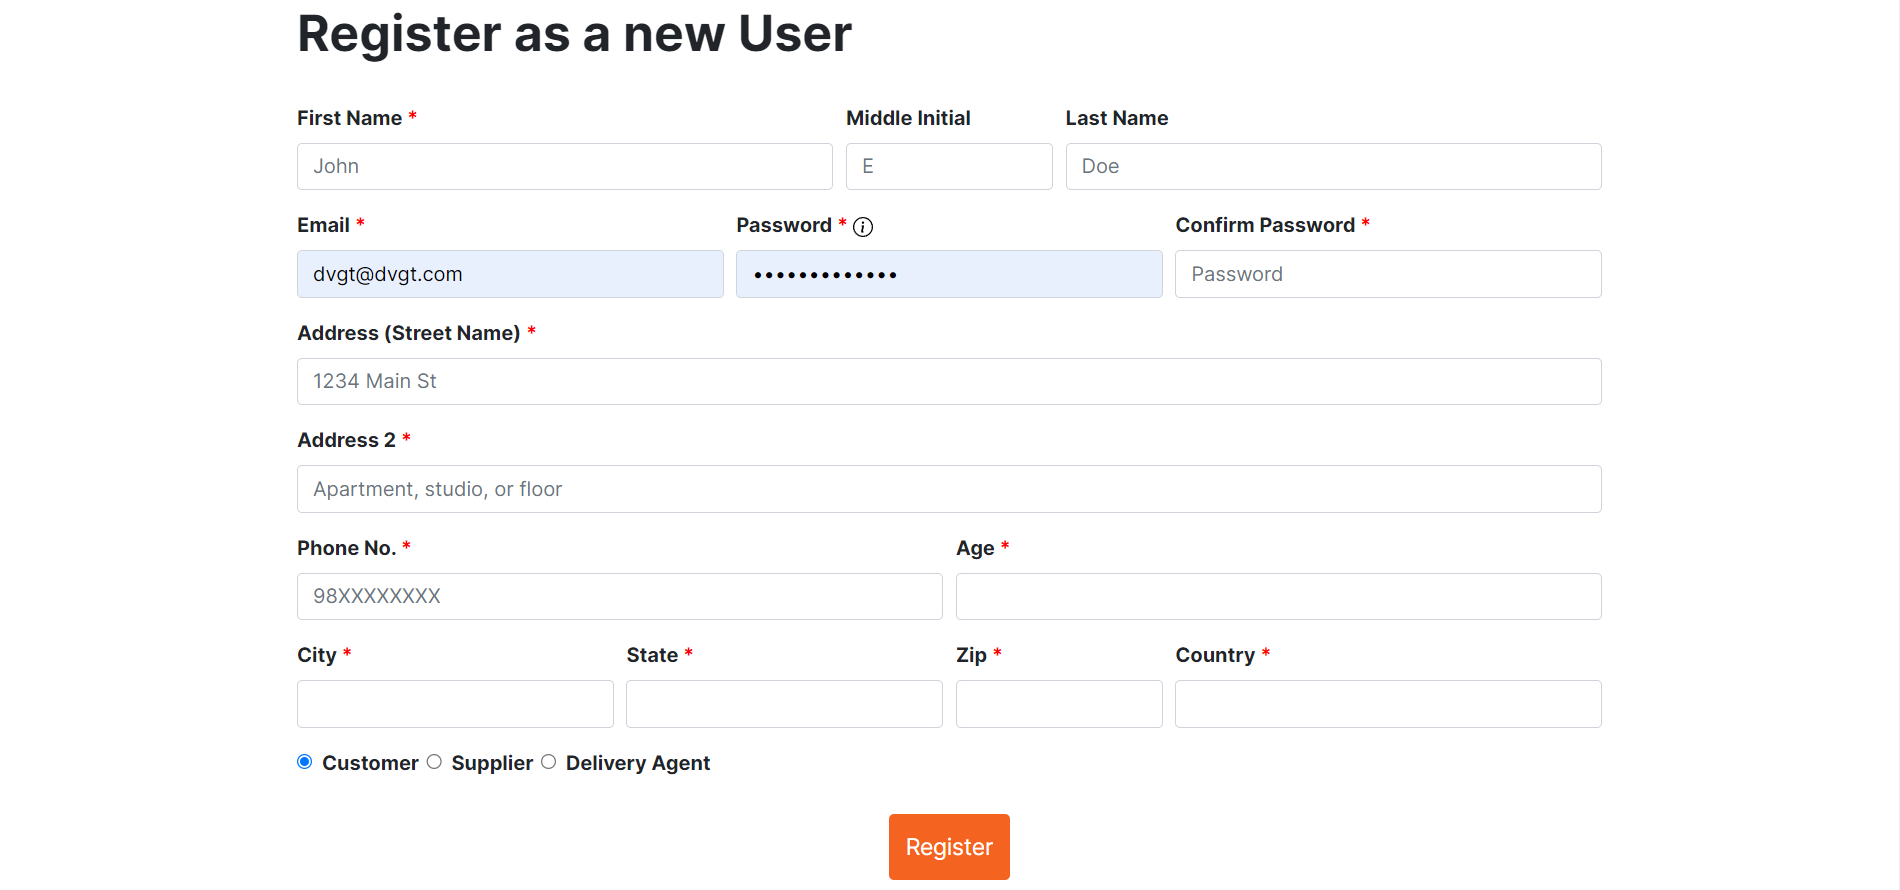 Register as a new User
First Name * Middle Initial Last Name
John E Doe
Email * Password * Confirm Password *
dvgt@dvgt.com ••••••••••••• Password
Address (Street Name) *
1234 Main St
Address 2 *
Apartment, studio, or floor
Phone No. * Age *
98XXXXXXXX
City * State * Zip * Country *
Customer Supplier Delivery Agent
Register